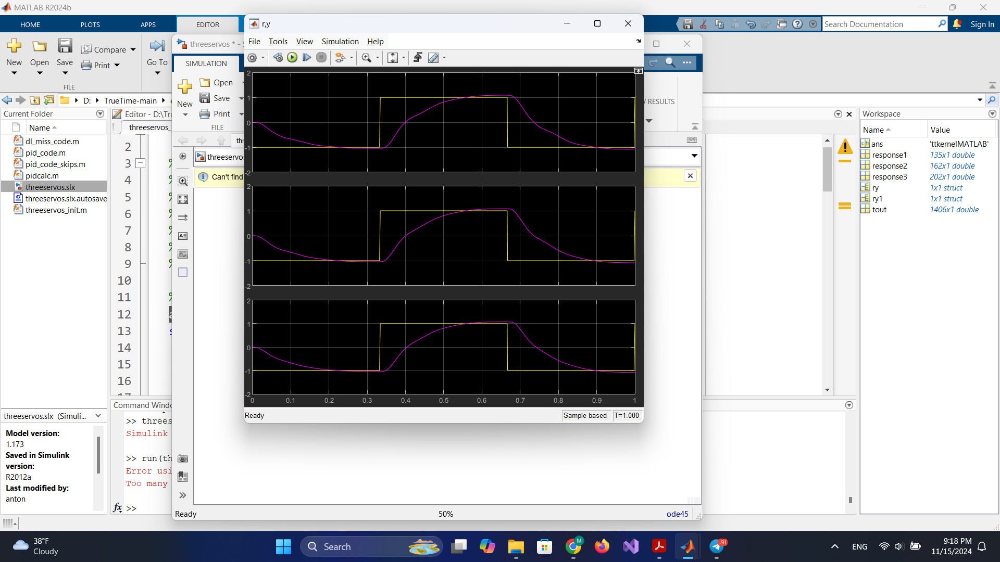 MATLAB R2024b
HOME PLOTS APPS EDITOR
Search Documentation
Sign In
New Open Save
Compare
Print
Go To
FILE
D: TrueTime-main
Current Folder
Name
dl_miss_code.m
pid_code.m
pid_code_skips.m
pidcalc.m
threeservos.slx
threeservos.slx.autosave
threeservos_init.m
threeservos.slx (Simuli...
Model version:
1.173
Saved in Simulink
version:
R2012a
Last modified by:
anton
Editor - D:\Tru
threeservos_
2
3 %
4 %
5 %
6 %
7 %
8 %
9 %
10
11 %
12
13
14
15
16
17
Command Windo
>> threes
Simulink
>> run(th
Error usi
Too many
fx >>
threeservos * - S
SIMULATION
New
Open
Save
Print
FILE
W RESULTS
thr
threeservos
Can't find
Ready
50%
ode45
r,y
File Tools View Simulation Help
2
1
0
-1
-2
2
1
0
-1
-2
2
1
0
-1
-2
0 0.1 0.2 0.3 0.4 0.5 0.6 0.7 0.8 0.9 1
Ready
Sample based
T=1.000
Workspace
Name Value
ans 'ttkernelMATLAB'
response1 135x1 double
response2 162x1 double
response3 202x1 double
ry 1x1 struct
ry1 1x1 struct
tout 1406x1 double
38°F
Cloudy
Search
M
91
ENG
9:18 PM
11/15/2024